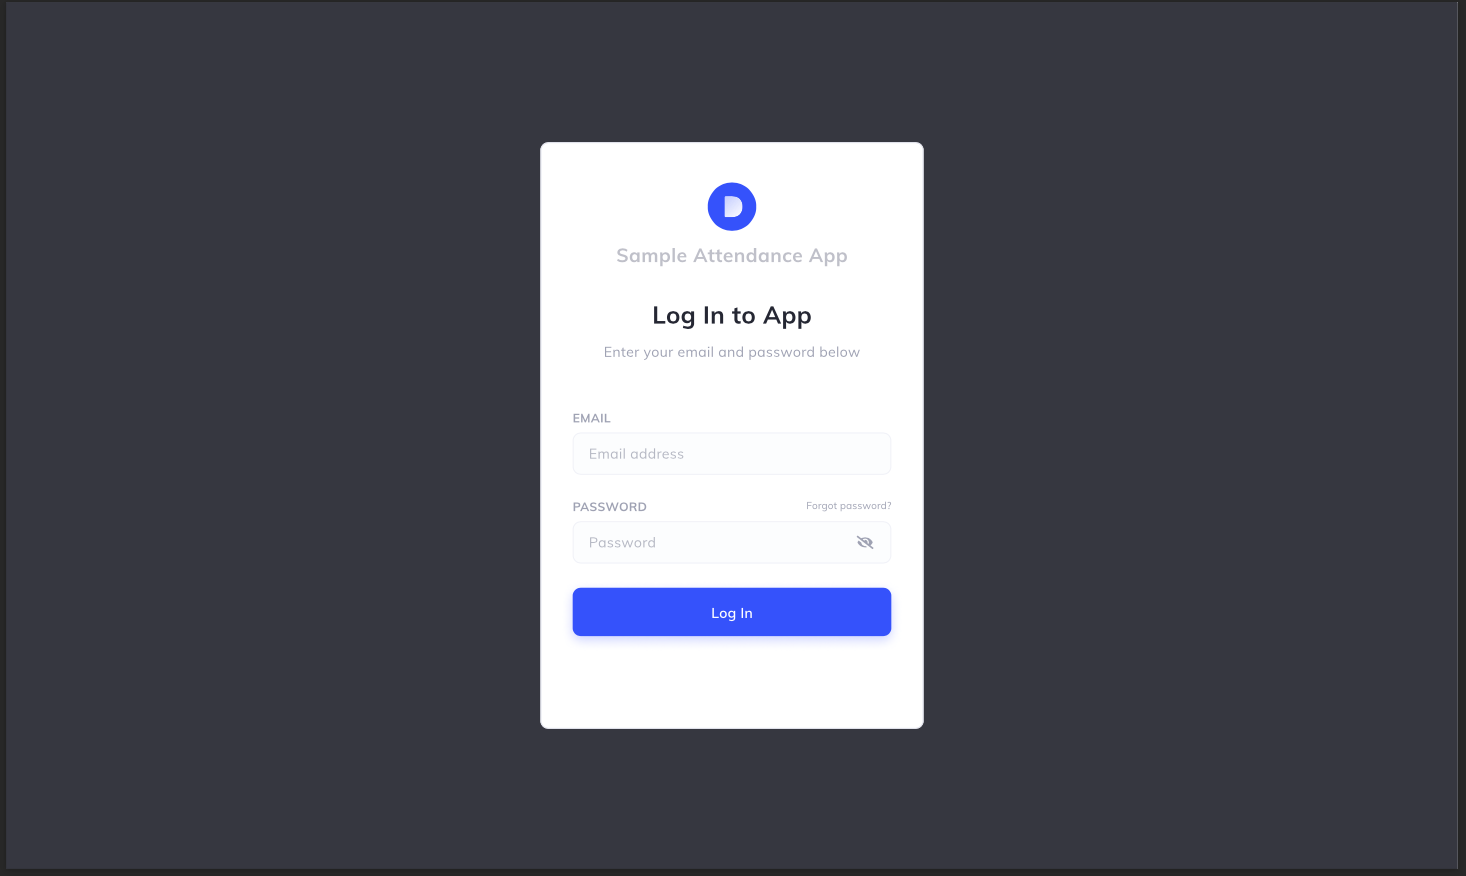 D
Sample Attendance App
Log In to App
Enter your email and password below
EMAIL
Email address
PASSWORD
Forgot password?
Password
Log In